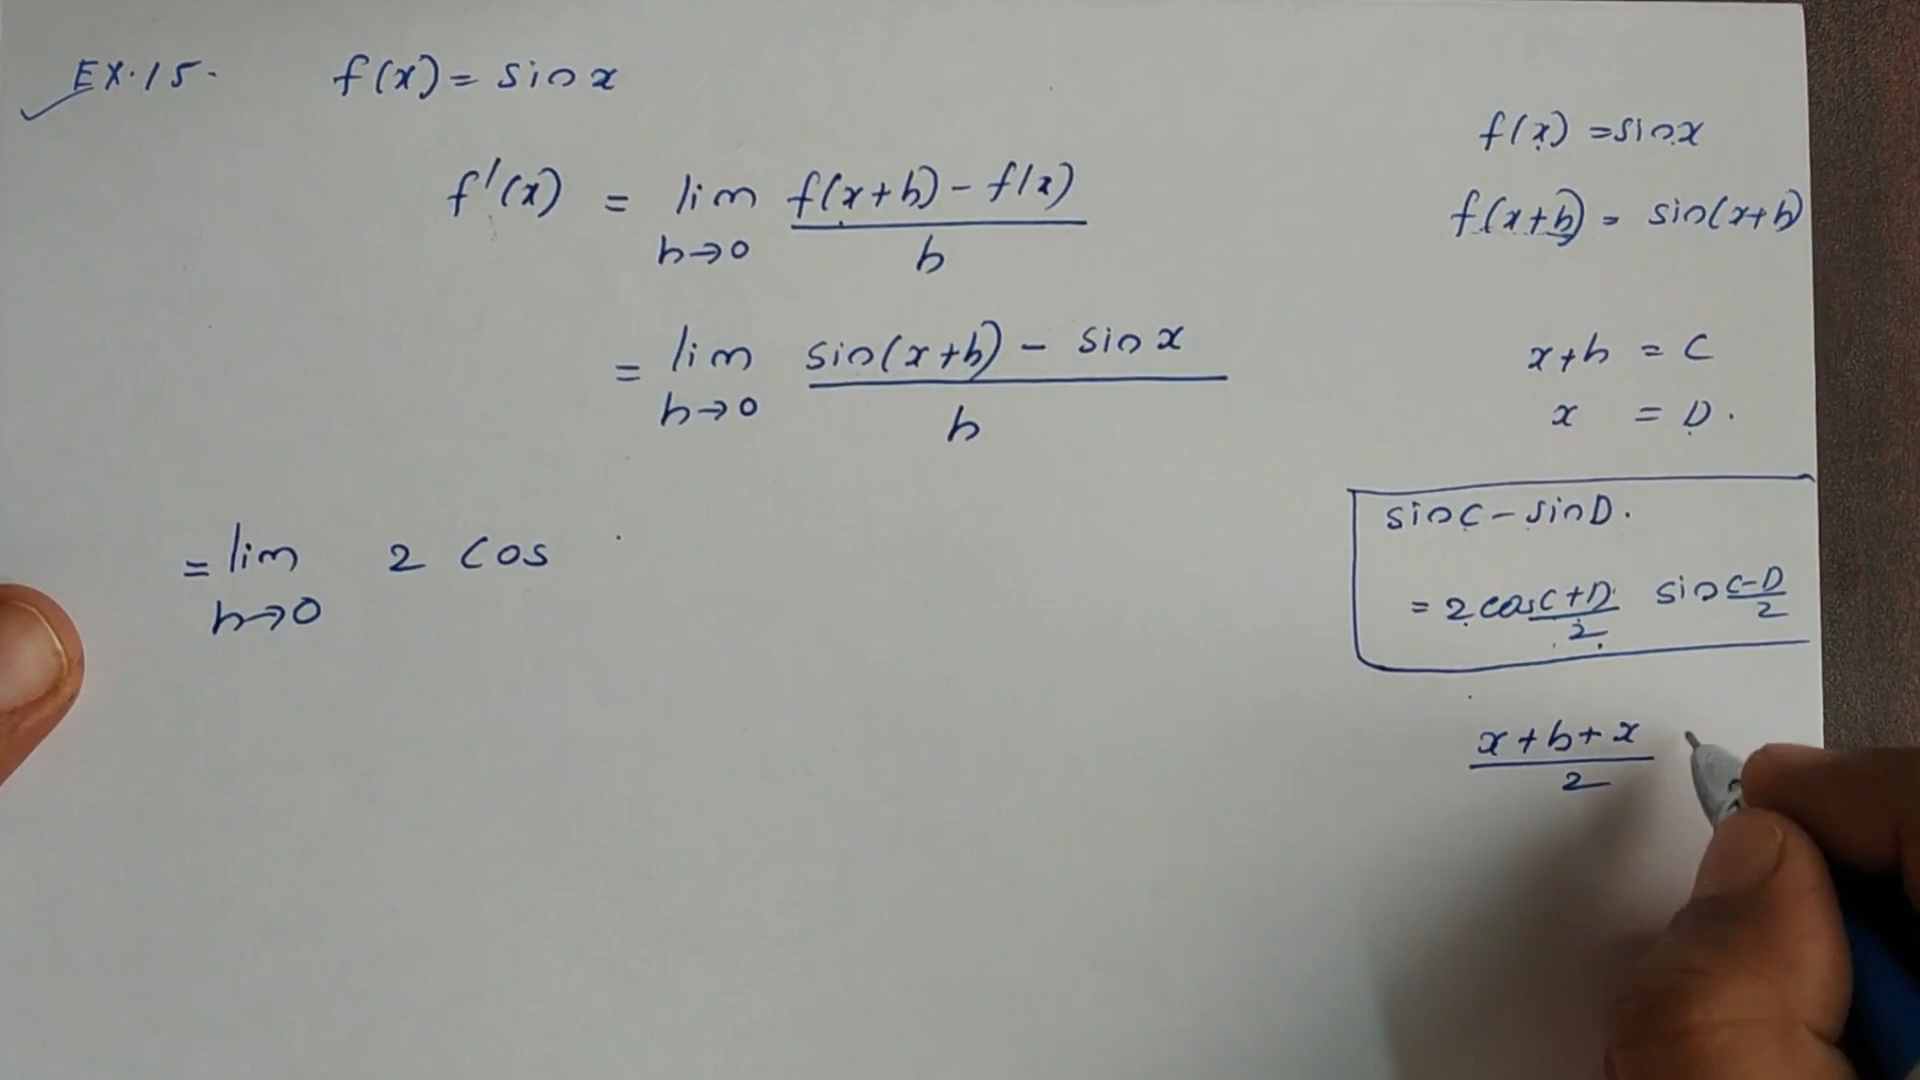 EX.15. f(x) = sin x
f'(x) = lim h→0 f(x+h) - f(x) / h
= lim h→0 sin(x+h) - sin x / h
= lim h→0 2 Cos
f(x) = sin x
f(x+h) = sin(x+h)
x+h = C
x = D.
sin C - sin D.
= 2 cos C+D/2 sin C-D/2
x+h+x / 2